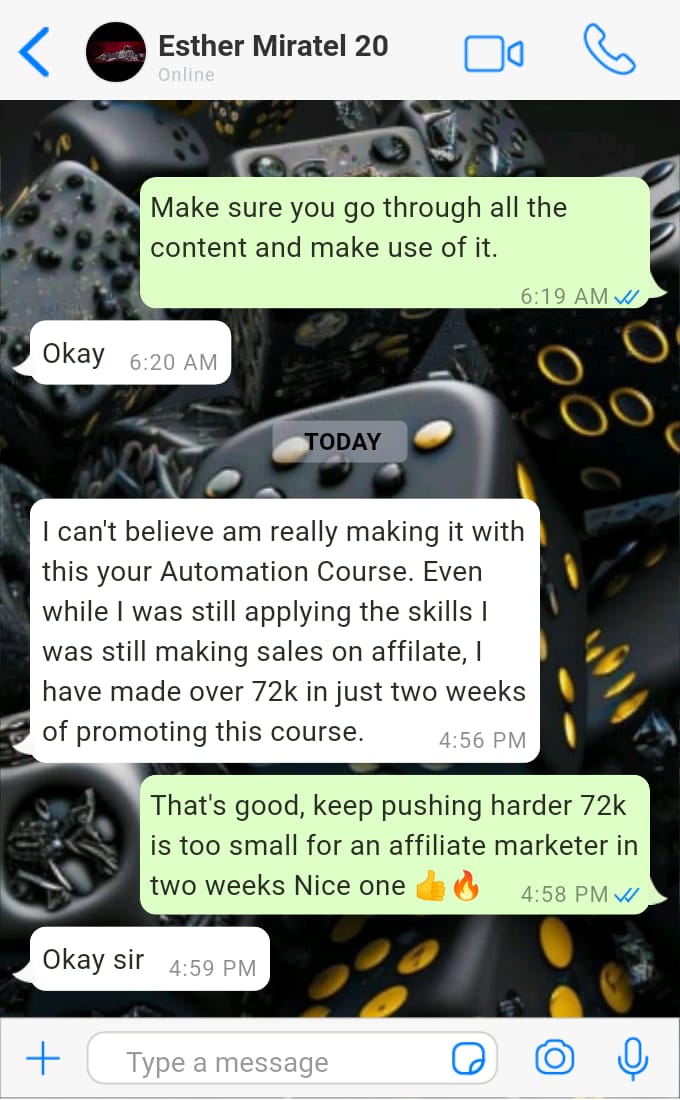 Esther Miratel 20
Online
Make sure you go through all the
content and make use of it.
6:19 AM
Okay 6:20 AM
TODAY
I can't believe am really making it with
this your Automation Course. Even
while I was still applying the skills I
was still making sales on affilate, I
have made over 72k in just two weeks
of promoting this course. 4:56 PM
That's good, keep pushing harder 72k
is too small for an affiliate marketer in
two weeks Nice one 👍🔥 4:58 PM
Okay sir 4:59 PM
Type a message